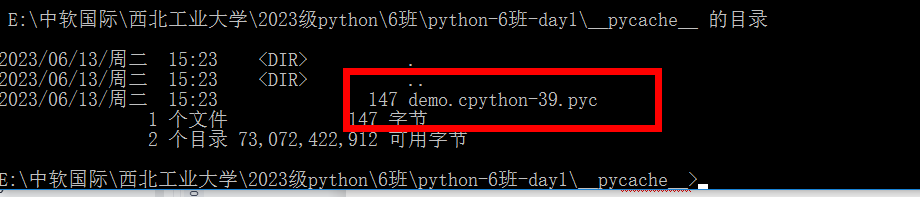 E:\中软国际\西北工业大学\2023级python\6班\python-6班-day1\__pycache__ 的目录
2023/06/13/周二  15:23    <DIR>          .
2023/06/13/周二  15:23    <DIR>          ..
2023/06/13/周二  15:23               147 demo.cpython-39.pyc
1 个文件            147 字节
2 个目录 73,072,422,912 可用字节
E:\中软国际\西北工业大学\2023级python\6班\python-6班-day1\__pycache__>